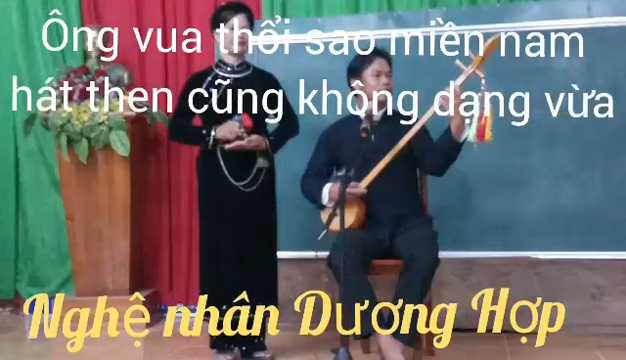 Ông vua thổi sao miền nam
hát then cũng không dạng vừa
Nghệ nhân Dương Hợp